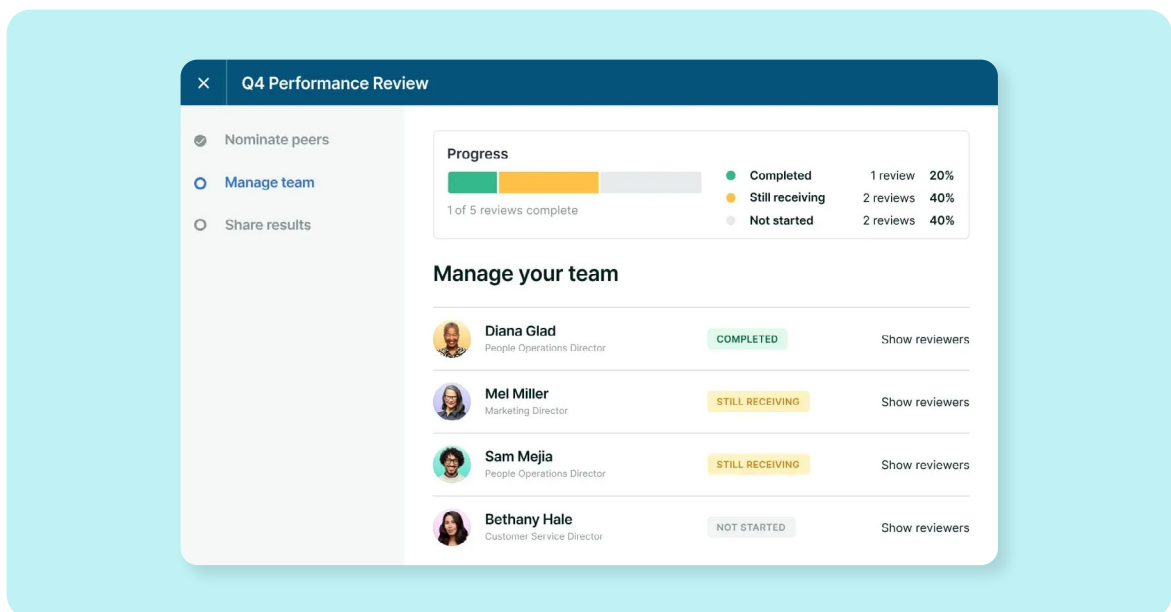 Q4 Performance Review
Nominate peers
Manage team
Share results
Progress
1 of 5 reviews complete
Completed 1 review 20%
Still receiving 2 reviews 40%
Not started 2 reviews 40%
Manage your team
Diana Glad
People Operations Director
COMPLETED
Show reviewers
Mel Miller
Marketing Director
STILL RECEIVING
Show reviewers
Sam Mejia
People Operations Director
STILL RECEIVING
Show reviewers
Bethany Hale
Customer Service Director
NOT STARTED
Show reviewers